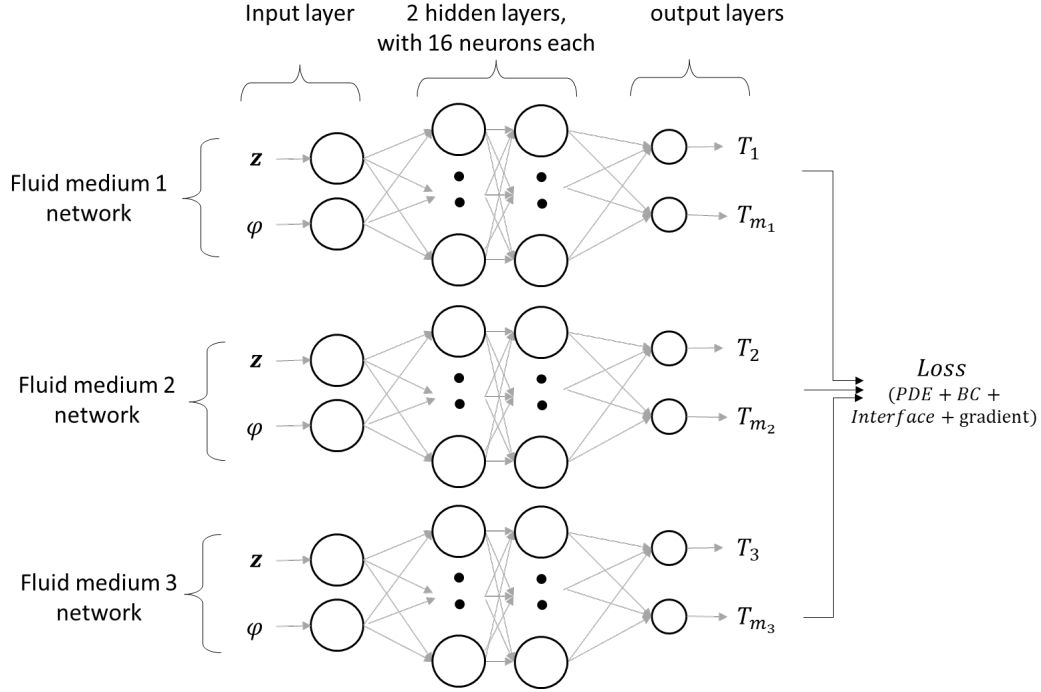 Input layer
2 hidden layers,
with 16 neurons each
output layers
Fluid medium 1
network
z
φ
T₁
Tₘ₁
Fluid medium 2
network
z
φ
T₂
Tₘ₂
Loss
(PDE + BC +
Interface + gradient)
Fluid medium 3
network
z
φ
T₃
Tₘ₃